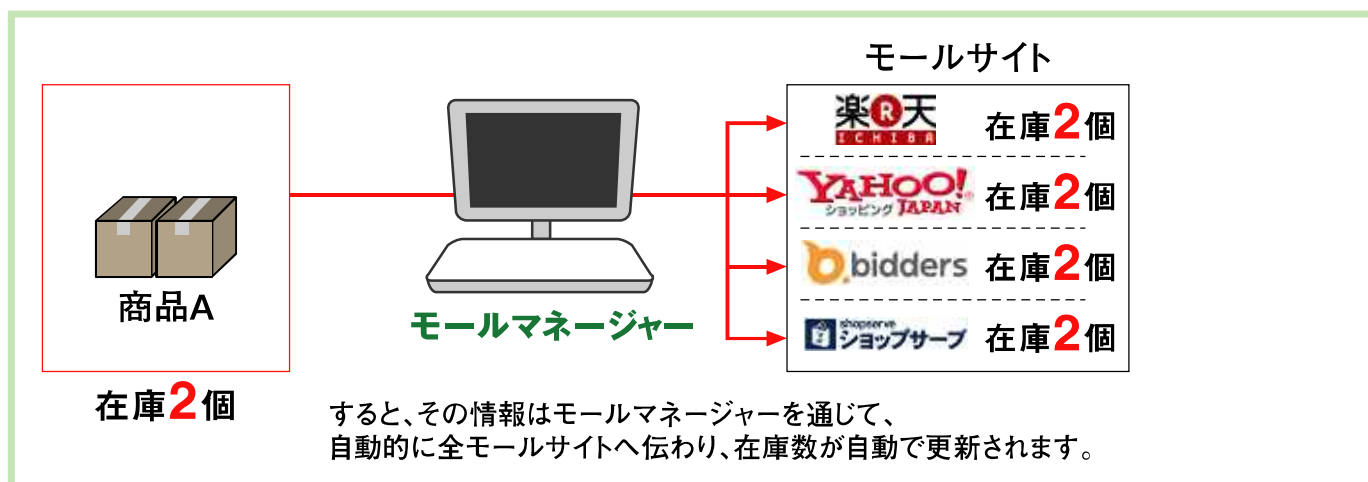 モールサイト
楽R天
ICHIBA
在庫2個
YAHOO!
ショッピング JAPAN
在庫2個
bidders
在庫2個
shopserve
ショップサーブ
在庫2個
商品A
モールマネージャー
在庫2個
すると、その情報はモールマネージャーを通じて、
自動的に全モールサイトへ伝わり、在庫数が自動で更新されます。